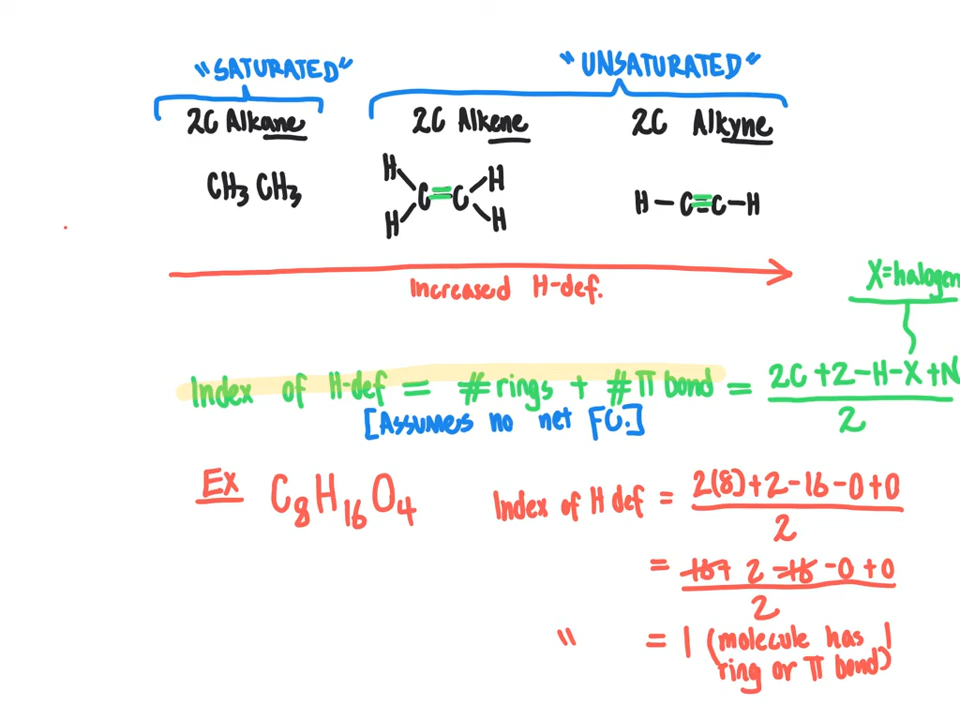 "SATURATED" "UNSATURATED"
2C Alkane 2C Alkene 2C Alkyne
CH₃ CH₃
H H
C=C
H H
H-C≡C-H
Increased H-def.
X=halogen
Index of H-def = # rings + # π bond = (2C+2-H-X+N)/2
[Assumes no net FC.]
Ex C₈H₁₆O₄
Index of H def = (2(8)+2-16-0+0)/2
= (16+ 2 -16 -0+0)/2
" = 1 (molecule has 1
ring or π bond)